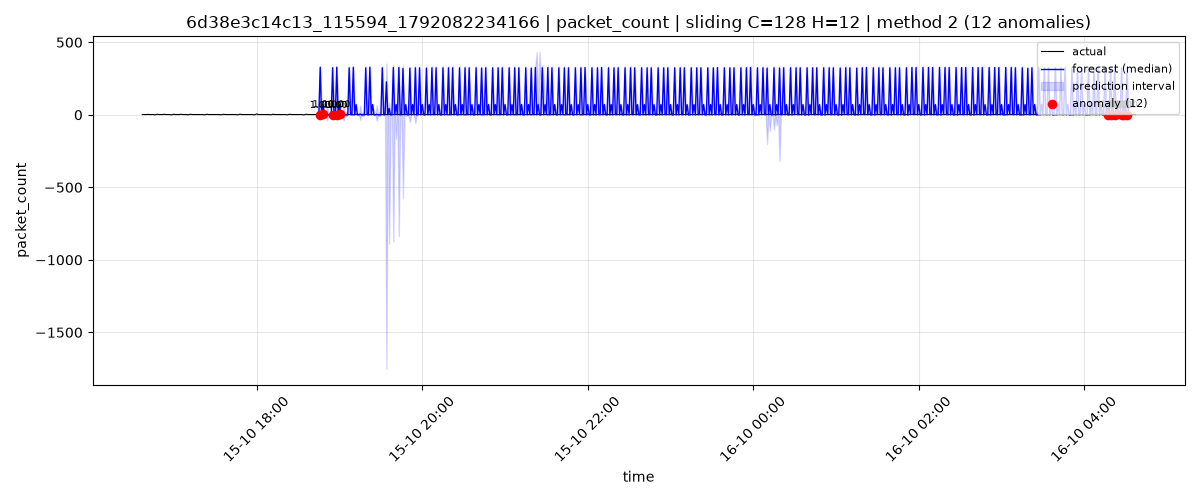 6d38e3c14c13_115594_1792082234166 | packet_count | sliding C=128 H=12 | method 2 (12 anomalies)
actual
forecast (median)
prediction interval
anomaly (12)
500
0
−500
−1000
−1500
packet_count
15-10 18:00
15-10 20:00
15-10 22:00
16-10 00:00
16-10 02:00
16-10 04:00
time